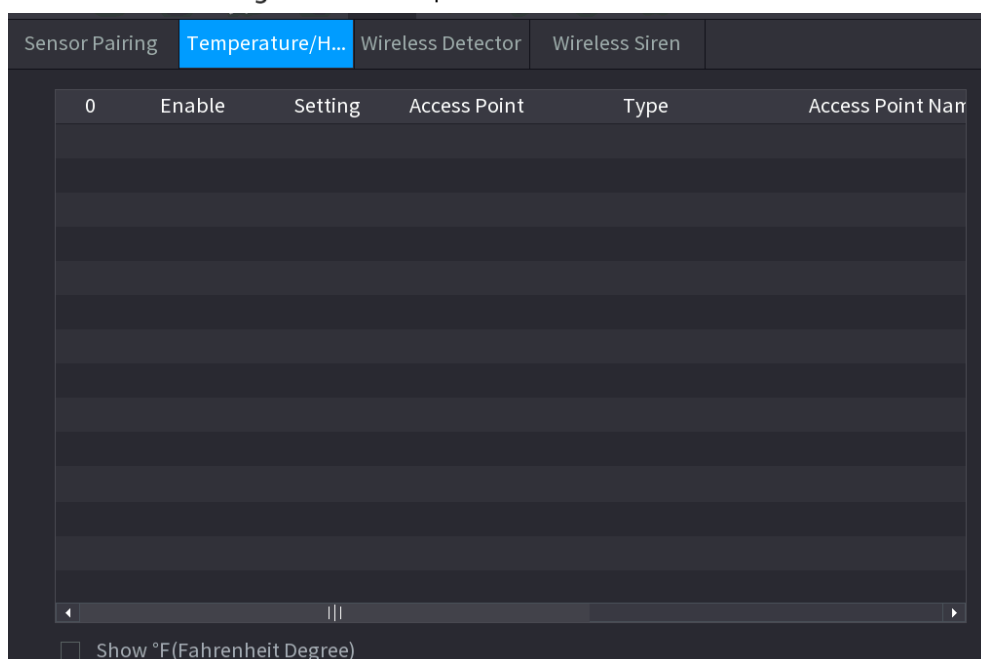 Sensor Pairing Temperature/H... Wireless Detector Wireless Siren
0 Enable Setting Access Point Type Access Point Nam
Show °F(Fahrenheit Degree)